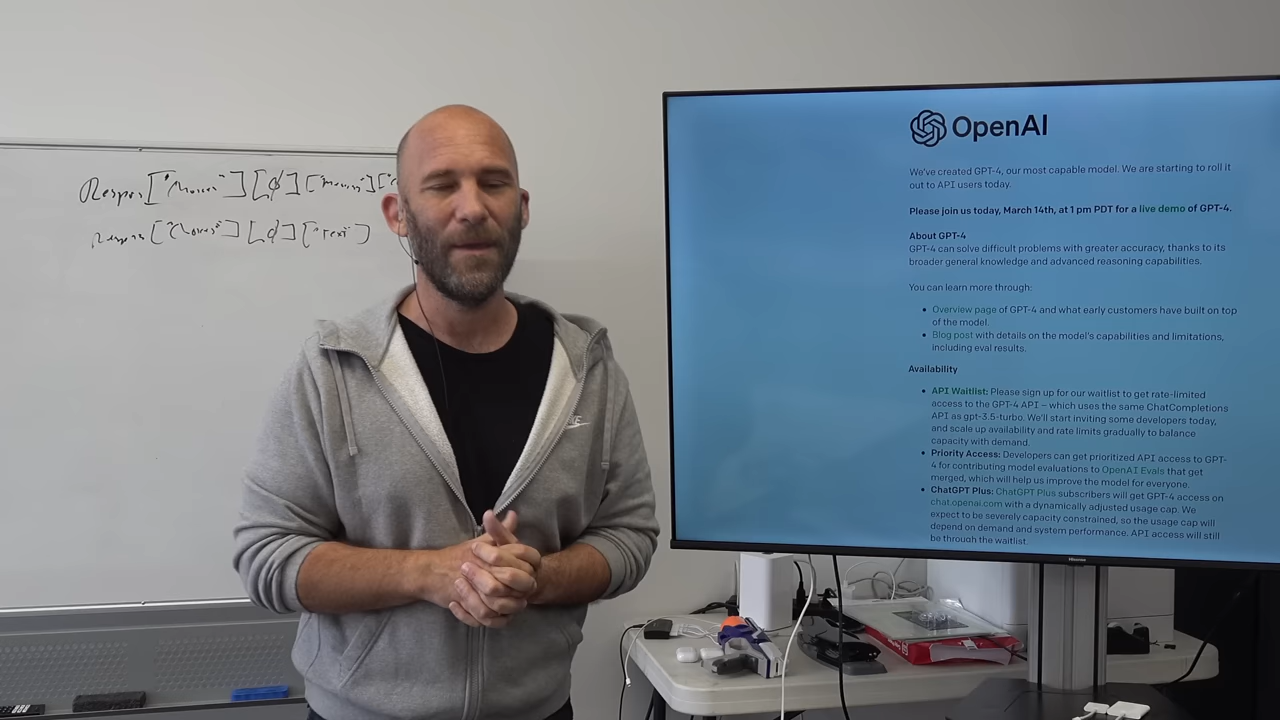 ["choices"][0]["text"]
OpenAI
We've created GPT-4, our most capable model. We are starting to roll it
out to API users today.
Please join us today, March 14th, at 1 pm PDT for a live demo of GPT-4.
About GPT-4
GPT-4 can solve difficult problems with greater accuracy, thanks to its
broader general knowledge and advanced reasoning capabilities.
You can learn more through:
• Overview page of GPT-4 and what early customers have built on top
of the model.
• Blog post with details on the model's capabilities and limitations,
including eval results.
Availability
• API Waitlist: Please sign up for our waitlist to get rate-limited
access to the GPT-4 API – which uses the same ChatCompletions
API as gpt-3.5-turbo. We'll start inviting some developers today,
and scale up availability and rate limits gradually to balance
capacity with demand.
• Priority Access: Developers can get prioritized API access to GPT-
4 for contributing model evaluations to OpenAI Evals that get
merged, which will help us improve the model for everyone.
• ChatGPT Plus: ChatGPT Plus subscribers will get GPT-4 access on
chat.openai.com with a dynamically adjusted usage cap. We
expect to be severely capacity constrained, so the usage cap will
depend on demand and system performance. API access will still
be through the waitlist.
Hisense